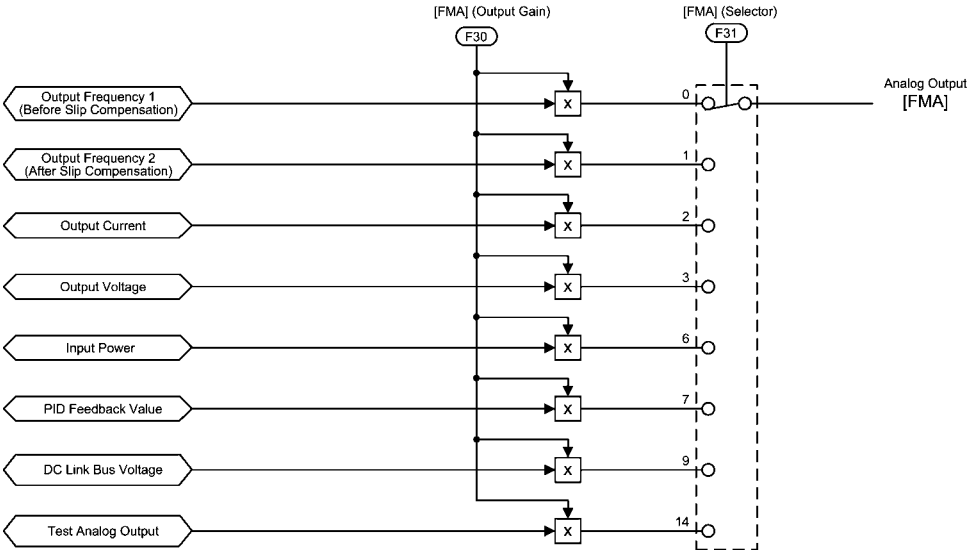 [FMA] (Output Gain)
[FMA] (Selector)
F30
F31
Output Frequency 1
(Before Slip Compensation)
X
0
Analog Output
[FMA]
Output Frequency 2
(After Slip Compensation)
X
1
Output Current
X
2
Output Voltage
X
3
Input Power
X
6
PID Feedback Value
X
7
DC Link Bus Voltage
X
9
Test Analog Output
X
14